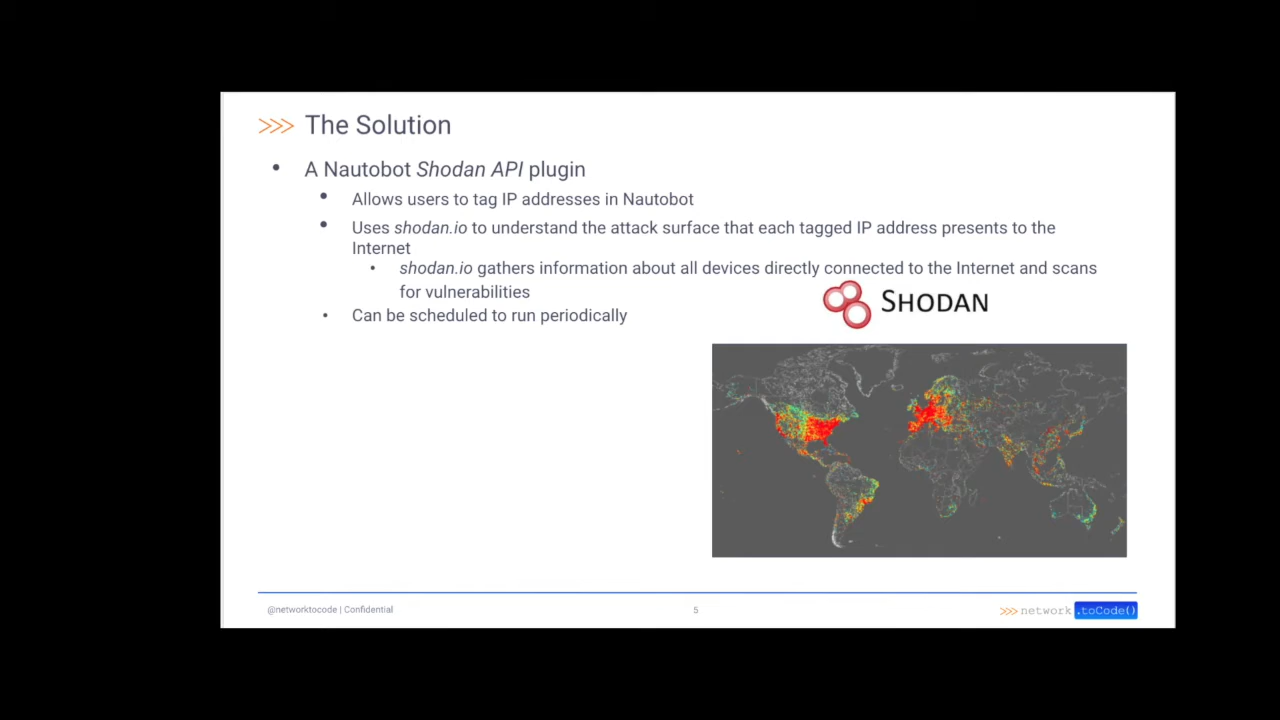 >>> The Solution
• A Nautobot Shodan API plugin
• Allows users to tag IP addresses in Nautobot
• Uses shodan.io to understand the attack surface that each tagged IP address presents to the
Internet
• shodan.io gathers information about all devices directly connected to the Internet and scans
for vulnerabilities
• Can be scheduled to run periodically
SHODAN
@networktocode | Confidential
5
>>> network.toCode()